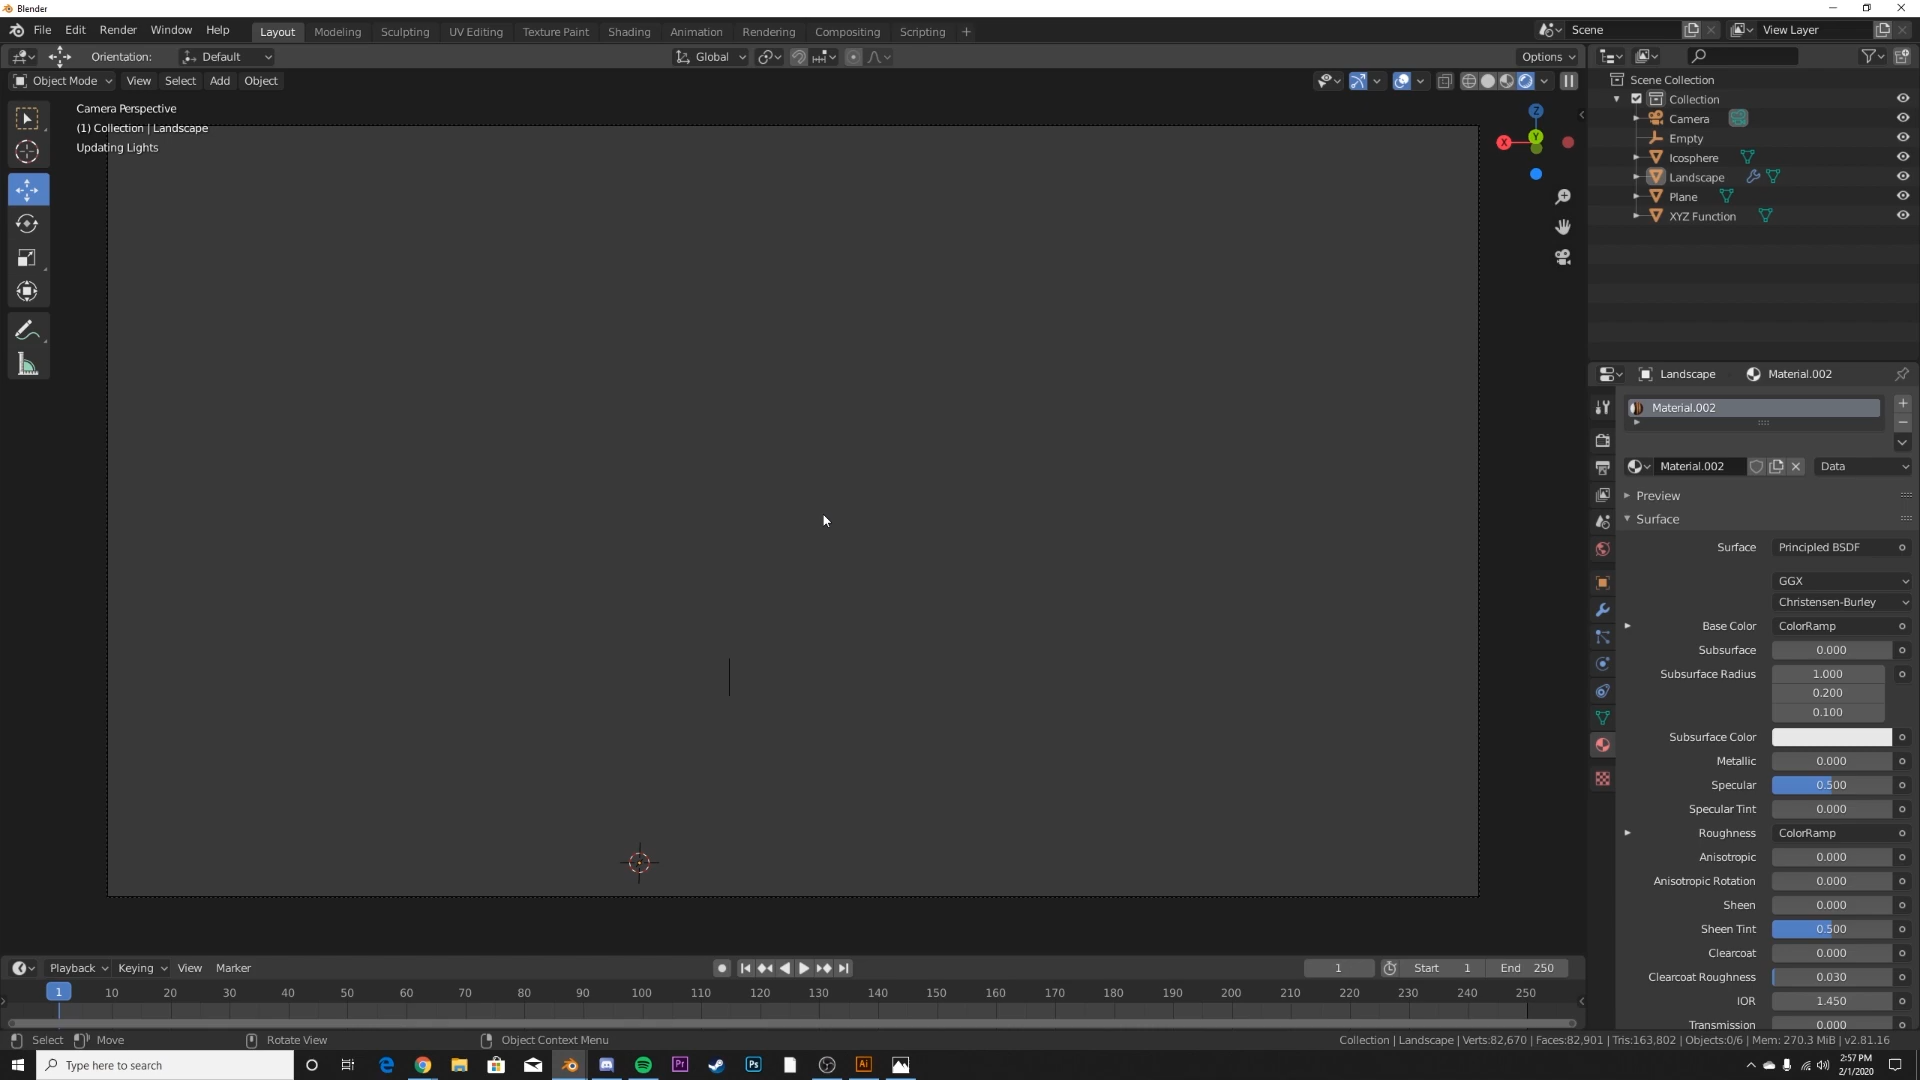 Blender
File Edit Render Window Help Layout Modeling Sculpting UV Editing Texture Paint Shading Animation Rendering Compositing Scripting + Scene View Layer
Orientation: Default Global Options
Object Mode View Select Add Object
Camera Perspective
(1) Collection | Landscape
Updating Lights
Z
X
Y
Scene Collection
Collection
Camera
Empty
Icosphere
Landscape
Plane
XYZ Function
Landscape Material.002
Material.002
Material.002 Data
Preview
Surface
Surface Principled BSDF
GGX
Christensen-Burley
Base Color ColorRamp
Subsurface 0.000
Subsurface Radius 1.000
0.200
0.100
Subsurface Color
Metallic 0.000
Specular 0.500
Specular Tint 0.000
Roughness ColorRamp
Anisotropic 0.000
Anisotropic Rotation 0.000
Sheen 0.000
Sheen Tint 0.500
Clearcoat 0.000
Clearcoat Roughness 0.030
IOR 1.450
Transmission 0.000
Playback Keying View Marker 1 Start 1 End 250
1 10 20 30 40 50 60 70 80 90 100 110 120 130 140 150 160 170 180 190 200 210 220 230 240 250
Select Move Rotate View Object Context Menu Collection | Landscape | Verts:82,670 | Faces:82,901 | Tris:163,802 | Objects:0/6 | Mem: 270.3 MiB | v2.81.16
Type here to search Pr Ps Ai 2:57 PM
2/1/2020